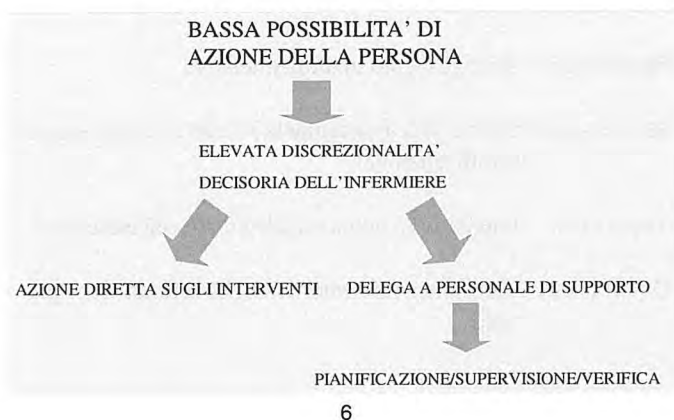 BASSA POSSIBILITA' DI
AZIONE DELLA PERSONA
ELEVATA DISCREZIONALITA'
DECISORIA DELL'INFERMIERE
AZIONE DIRETTA SUGLI INTERVENTI
DELEGA A PERSONALE DI SUPPORTO
PIANIFICAZIONE/SUPERVISIONE/VERIFICA
6